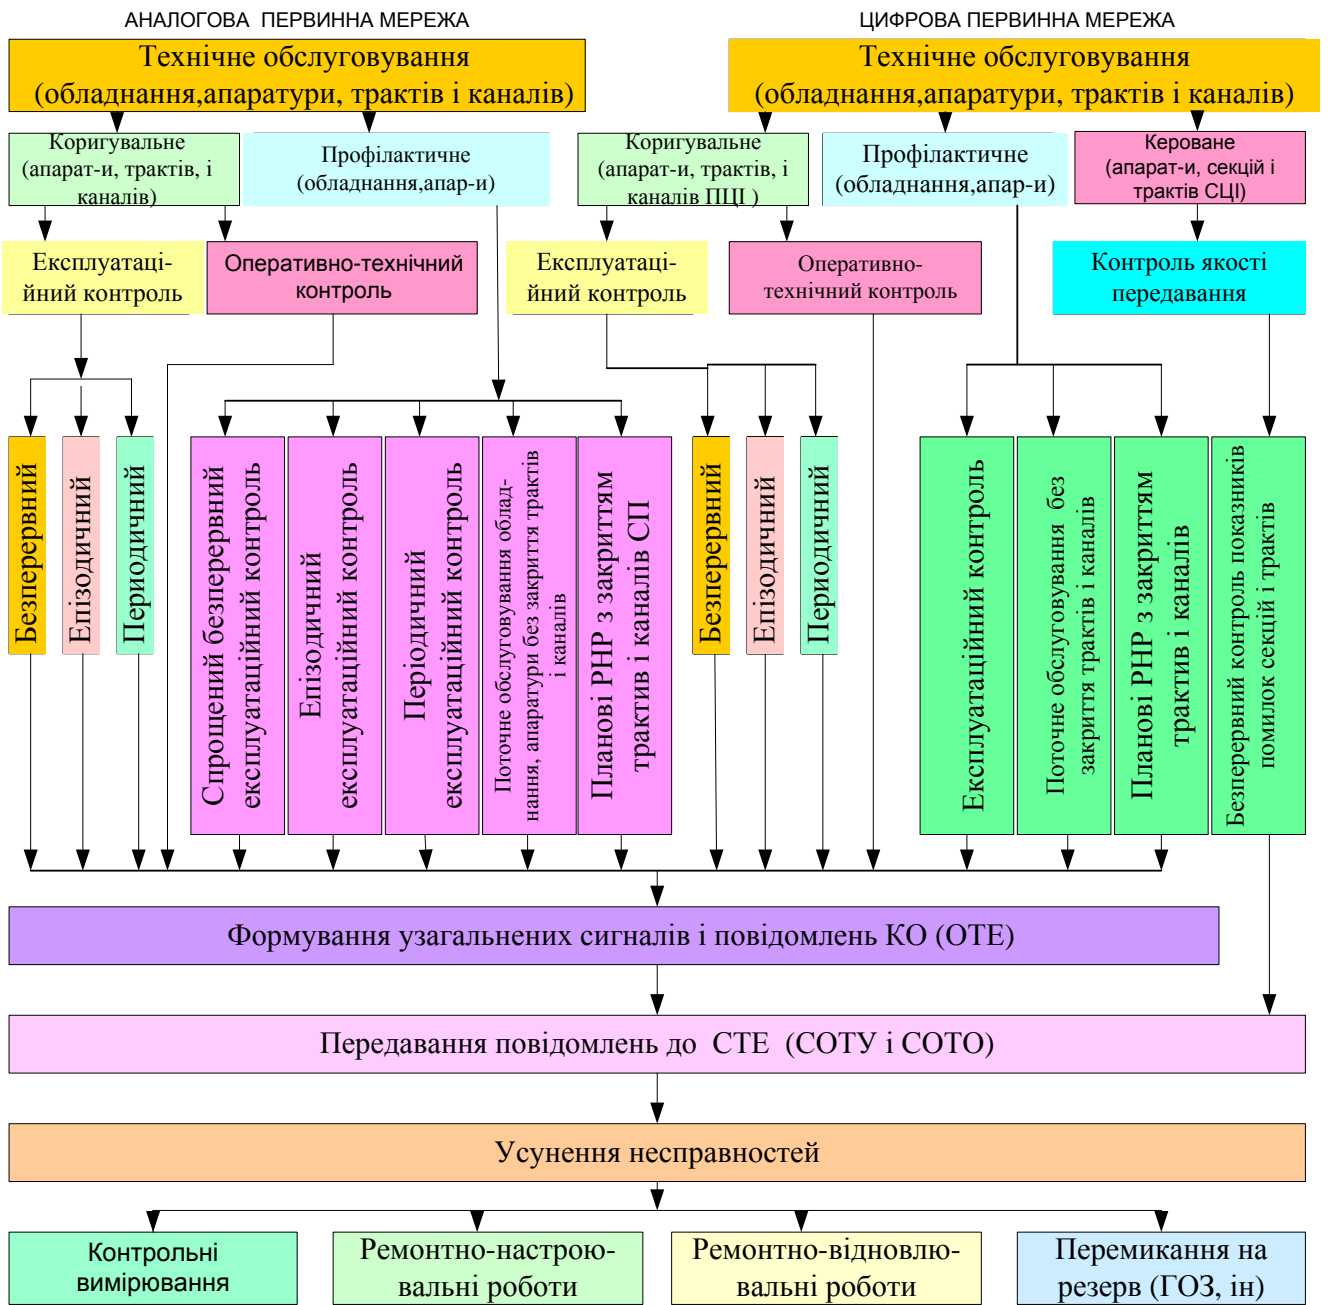 АНАЛОГОВА ПЕРВИННА МЕРЕЖА
ЦИФРОВА ПЕРВИННА МЕРЕЖА
Технічне обслуговування
(обладнання,апаратури, трактів і каналів)
Технічне обслуговування
(обладнання,апаратури, трактів і каналів)
Коригувальне
(апарат-и, трактів, і
каналів)
Профілактичне
(обладнання,апар-и)
Коригувальне
(апарат-и, трактів, і
каналів ПЦІ )
Профілактичне
(обладнання,апар-и)
Кероване
(апарат-и, секцій і
трактів СЦІ)
Експлуатаці-
йний контроль
Оперативно-технічний
контроль
Експлуатаці-
йний контроль
Оперативно-
технічний контроль
Контроль якості
передавання
Безперервний
Епізодичний
Периодичний
Спрощений безперервний
експлуатаційний контроль
Епізодичний
експлуатаційний контроль
Періодичний
експлуатаційний контроль
Поточне обслуговування облад-
нання, апаратури без закриття трактів
і каналів
Планові РНР з закриттям
трактив і каналів СП
Безперервний
Епізодичний
Периодичний
Експлуатаційний контроль
Поточне обслуговування без
закриття трактів і каналів
Планові РНР з закриттям
трактив і каналів
Безперервний контроль показників
помилок секцій і трактів
Формування узагальнених сигналів і повідомлень КО (ОТЕ)
Передавання повідомлень до СТЕ (СОТУ і СОТО)
Усунення несправностей
Контрольні
вимірювання
Ремонтно-настрою-
вальні роботи
Ремонтно-відновлю-
вальні роботи
Перемикання на
резерв (ГОЗ, ін)